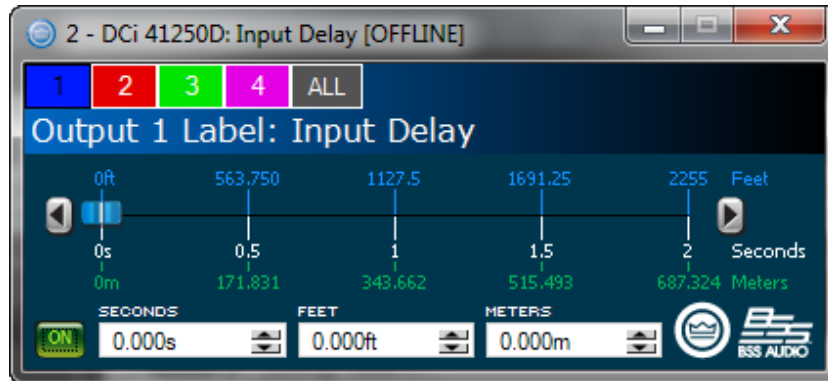 2 - DCi 41250D: Input Delay [OFFLINE]
1 2 3 4 ALL
Output 1 Label: Input Delay
0ft 563.750 1127.5 1691.25 2255 Feet
0s 0.5 1 1.5 2 Seconds
0m 171.831 343.662 515.493 687.324 Meters
SECONDS FEET METERS
ON 0.000s 0.000ft 0.000m
BSS AUDIO